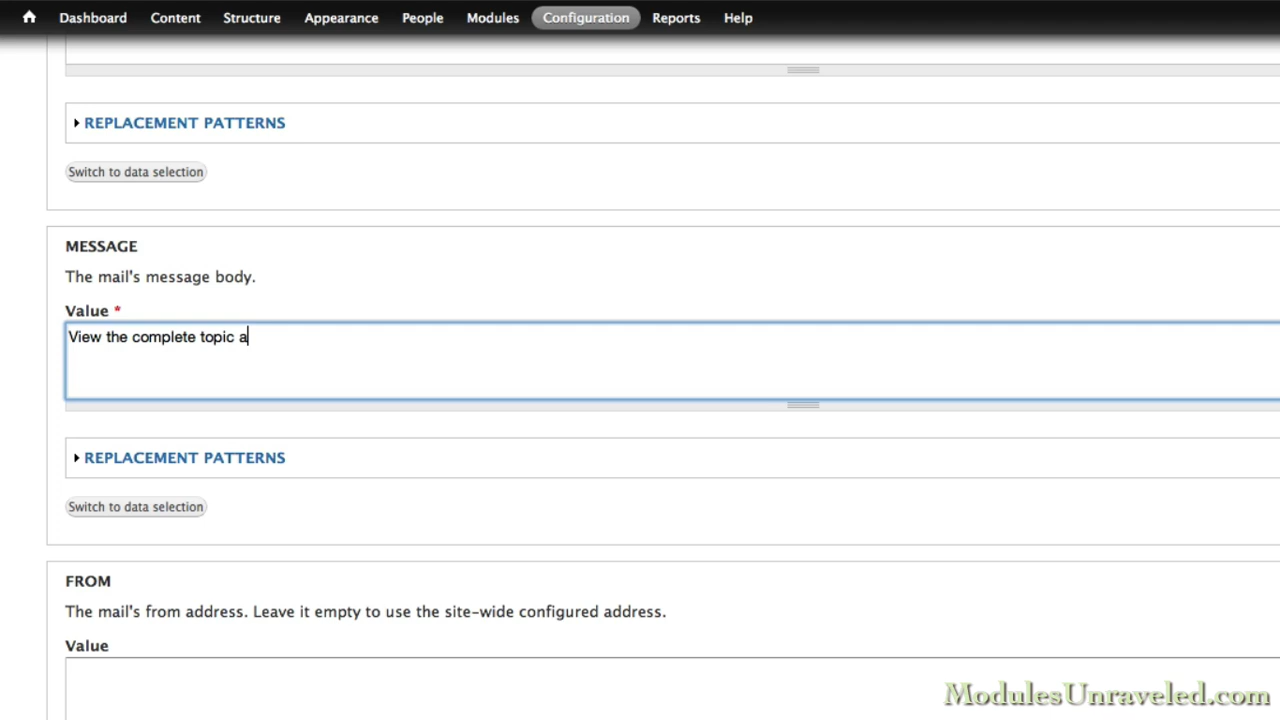 Dashboard Content Structure Appearance People Modules Configuration Reports Help
REPLACEMENT PATTERNS
Switch to data selection
MESSAGE
The mail's message body.
Value *
View the complete topic a
REPLACEMENT PATTERNS
Switch to data selection
FROM
The mail's from address. Leave it empty to use the site-wide configured address.
Value
ModulesUnraveled.com